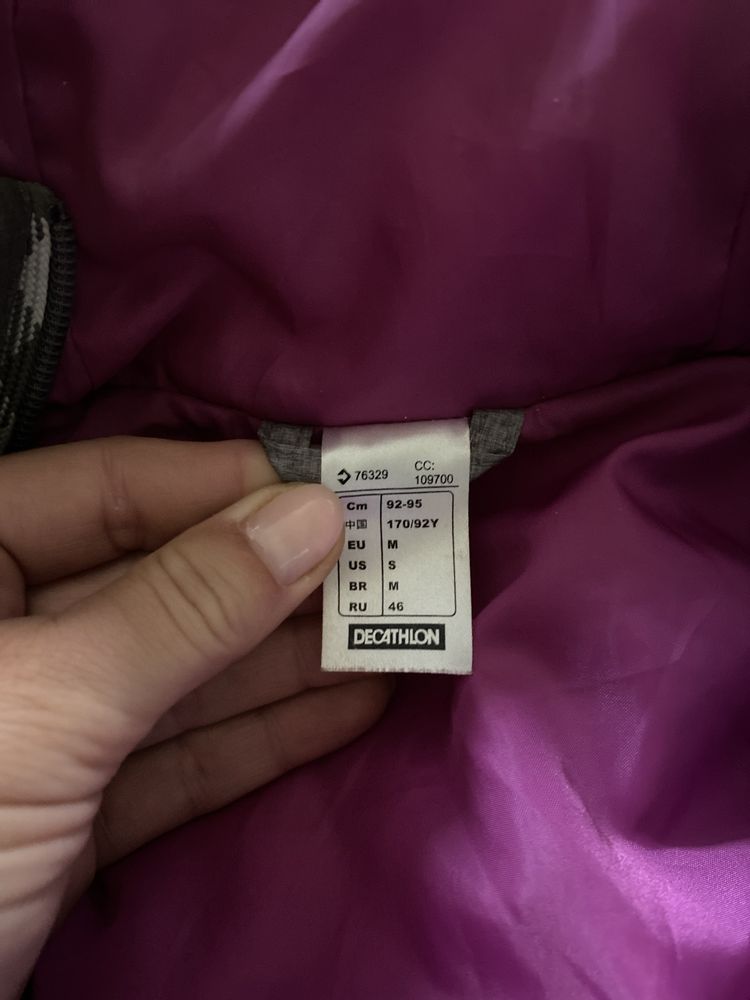 76329 CC:
109700
Cm 92-95
中国 170/92Y
EU M
US S
BR M
RU 46
DECATHLON